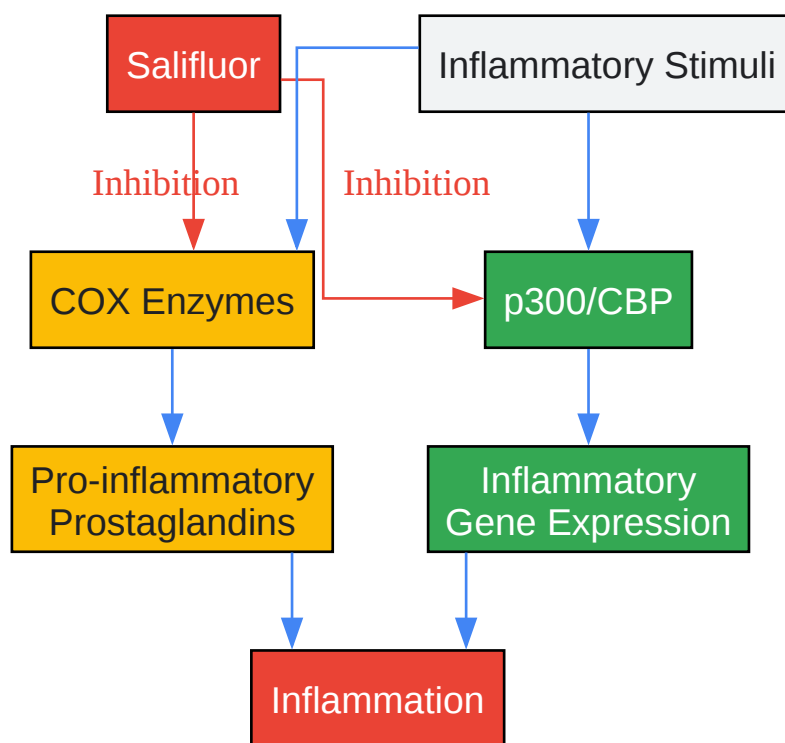 Salifluor
Inflammatory Stimuli
Inhibition
Inhibition
COX Enzymes
p300/CBP
Pro-inflammatory
Prostaglandins
Inflammatory
Gene Expression
Inflammation